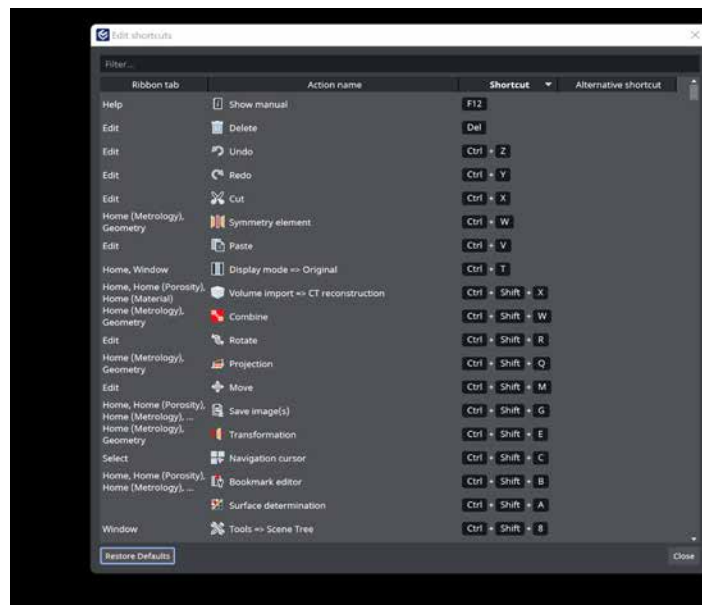 Edit shortcuts
Filter...
Ribbon tab Action name Shortcut Alternative shortcut
Help Show manual F12
Edit Delete Del
Edit Undo Ctrl + Z
Edit Redo Ctrl + Y
Edit Cut Ctrl + X
Home (Metrology),
Geometry Symmetry element Ctrl + W
Edit Paste Ctrl + V
Home, Window Display mode => Original Ctrl + T
Home, Home (Porosity),
Home (Material) Volume import => CT reconstruction Ctrl + Shift + X
Home (Metrology),
Geometry Combine Ctrl + Shift + W
Edit Rotate Ctrl + Shift + R
Home (Metrology),
Geometry Projection Ctrl + Shift + Q
Edit Move Ctrl + Shift + M
Home, Home (Porosity),
Home (Metrology), ... Save image(s) Ctrl + Shift + G
Home (Metrology),
Geometry Transformation Ctrl + Shift + E
Select Navigation cursor Ctrl + Shift + C
Home, Home (Porosity),
Home (Metrology), ... Bookmark editor Ctrl + Shift + B
Surface determination Ctrl + Shift + A
Window Tools => Scene Tree Ctrl + Shift + 8
Restore Defaults Close